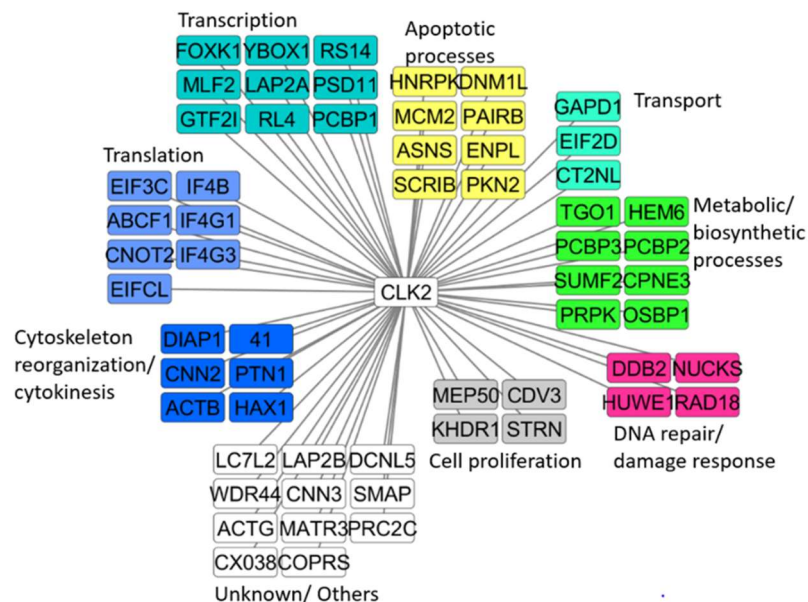 Transcription
FOXK1 YBOX1 RS14
MLF2 LAP2A PSD11
GTF2I RL4 PCBP1
Apoptotic
processes
HNRPK DNM1L
MCM2 PAIRB
ASNS ENPL
SCRIB PKN2
GAPD1 Transport
EIF2D
CT2NL
Translation
EIF3C IF4B
ABCF1 IF4G1
CNOT2 IF4G3
EIFCL
TGO1 HEM6
PCBP3 PCBP2
SUMF2 CPNE3
PRPK OSBP1
Metabolic/
biosynthetic
processes
CLK2
Cytoskeleton
reorganization/
cytokinesis
DIAP1 41
CNN2 PTN1
ACTB HAX1
MEP50 CDV3
KHDR1 STRN
Cell proliferation
DDB2 NUCKS
HUWE1 RAD18
DNA repair/
damage response
LC7L2 LAP2B DCNL5
WDR44 CNN3 SMAP
ACTG MATR3 PRC2C
CX038 COPRS
Unknown/ Others